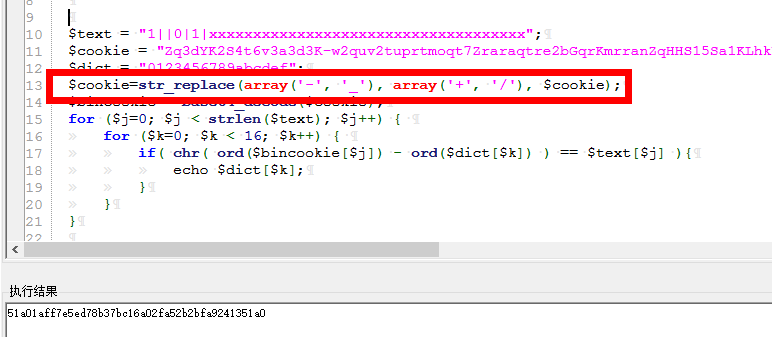 8
9
10 $text = "1||0|1|xxxxxxxxxxxxxxxxxxxxxxxxxxxxxxxxxxxx";
11 $cookie = "Zq3dYK2S4t6v3a3d3K-w2quv2tuprtmoqt7Zraraqtre2bGqrKmrranZqHHS15Sa1KLhk
12 $dict = "0123456789abcdef";
13 $cookie=str_replace(array('-', '_'), array('+', '/'), $cookie);
14 $bincookie = base64_decode($cookie);
15 for ($j=0; $j < strlen($text); $j++) {
16 for ($k=0; $k < 16; $k++) {
17 if( chr( ord($bincookie[$j]) - ord($dict[$k]) ) == $text[$j] ){
18 echo $dict[$k];
19 }
20 }
21 }
22
执行结果
51a01aff7e5ed78b37bc16a02fa52b2bfa9241351a0